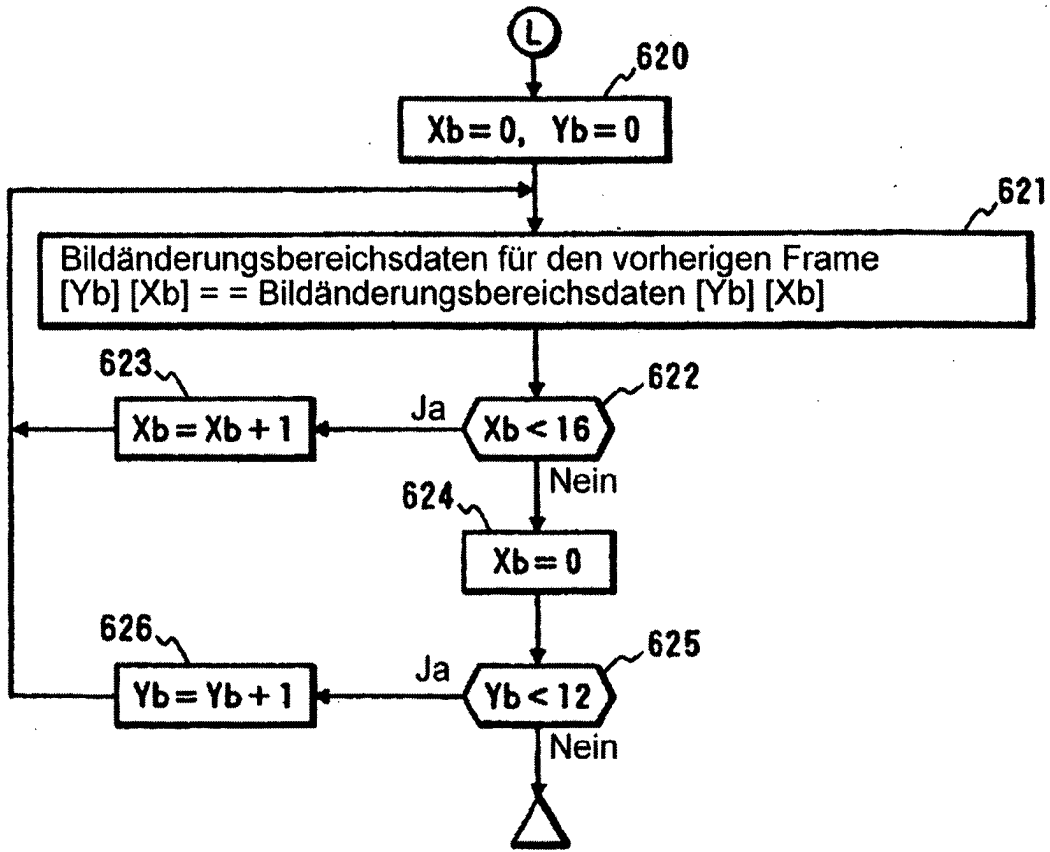 L
620
Xb=0, Yb=0
621
Bildänderungsbereichsdaten für den vorherigen Frame
[Yb] [Xb] = = Bildänderungsbereichsdaten [Yb] [Xb]
623
622
Xb=Xb+1
Ja
Xb<16
Nein
624
Xb=0
626
625
Yb=Yb+1
Ja
Yb<12
Nein